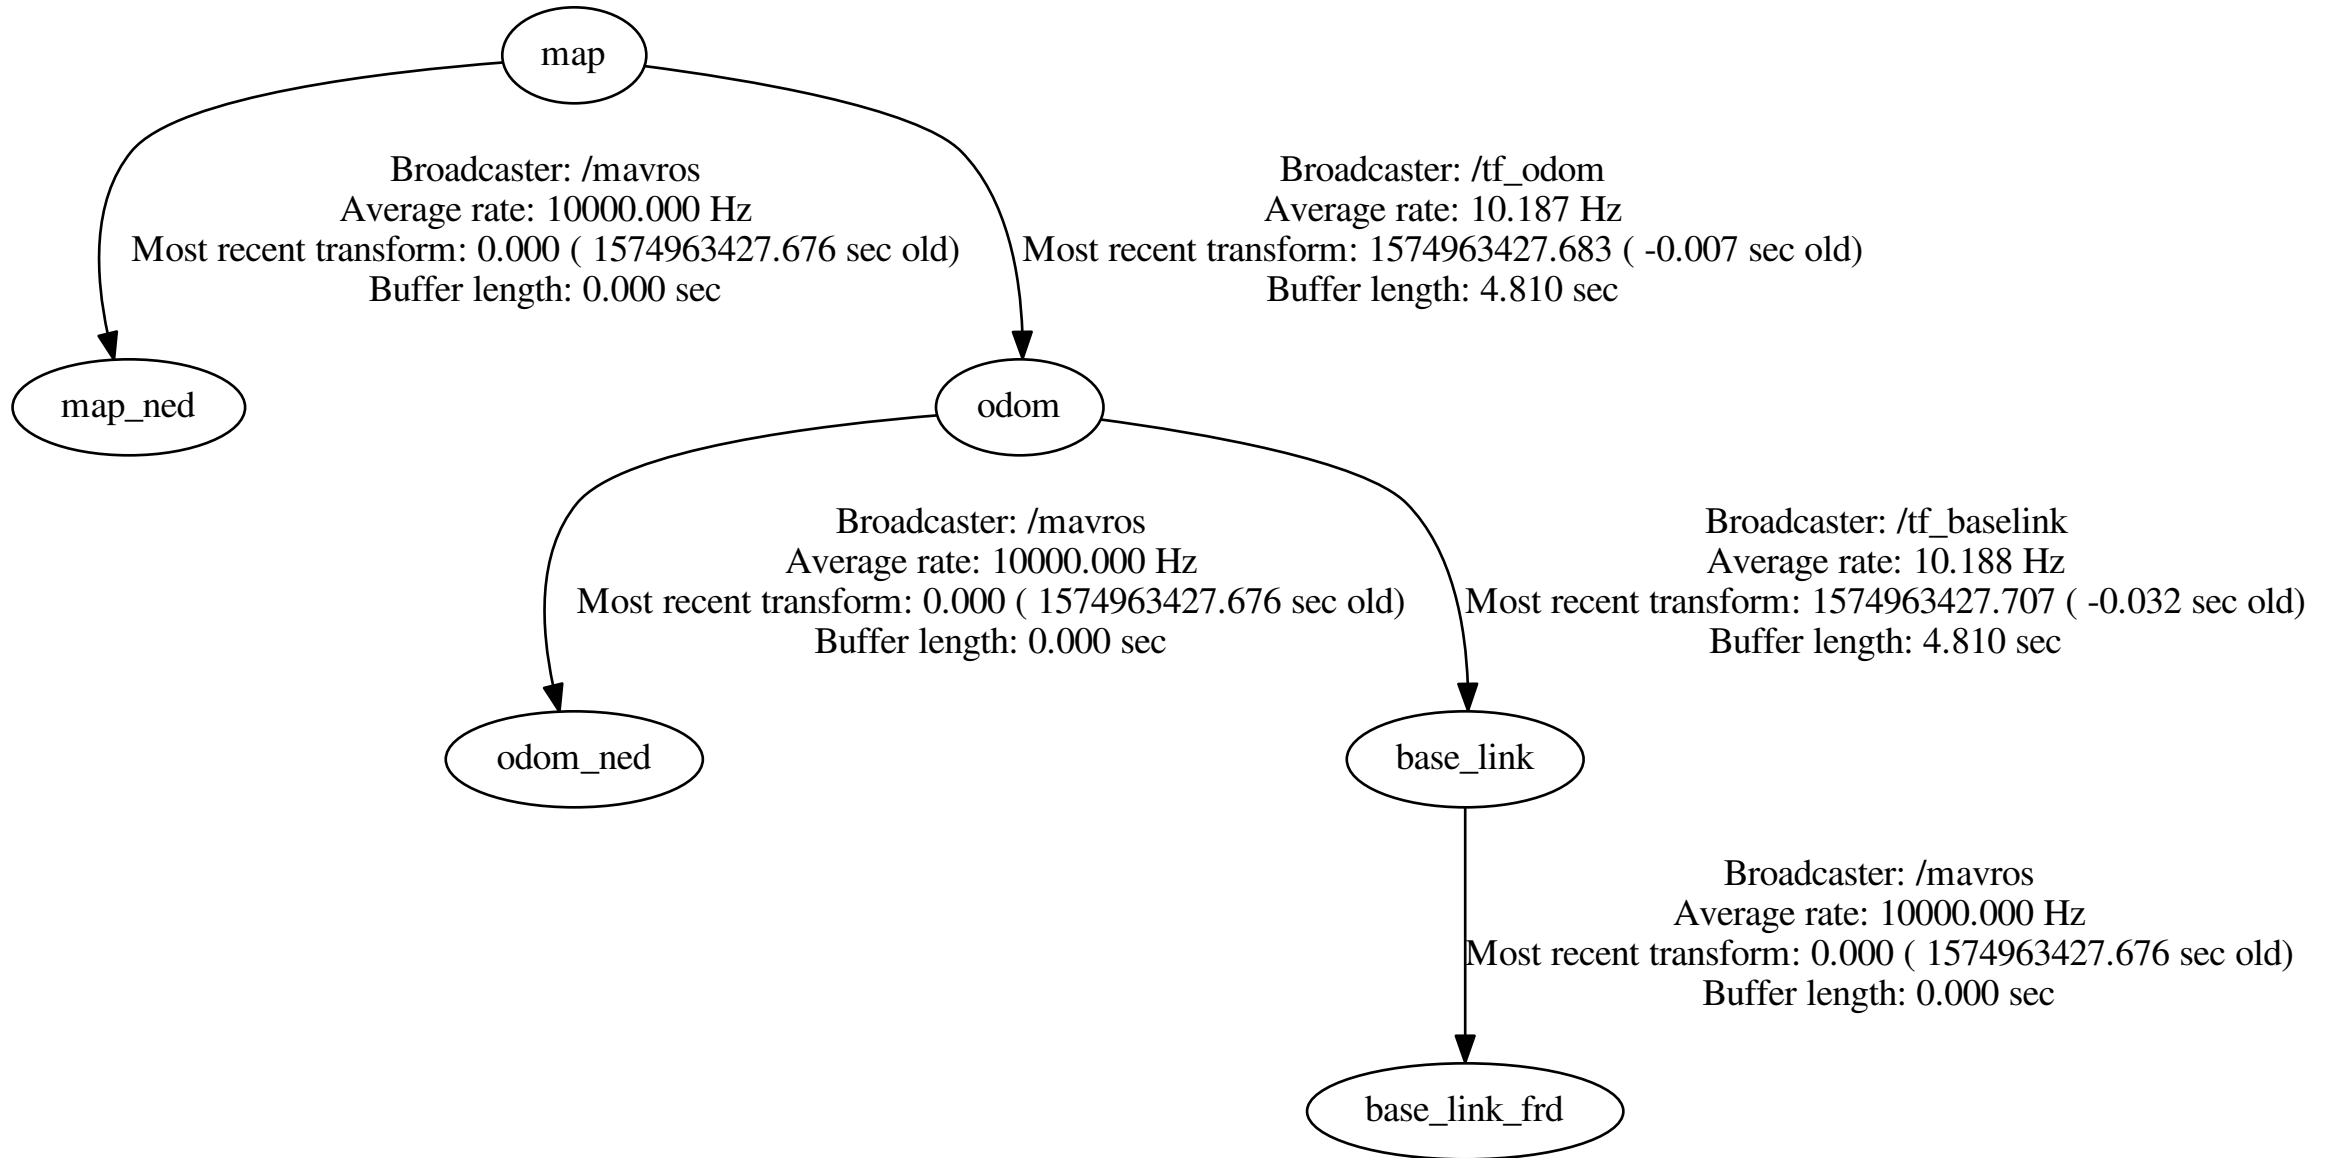 map
Broadcaster: /mavros
Average rate: 10000.000 Hz
Most recent transform: 0.000 ( 1574963427.676 sec old)
Buffer length: 0.000 sec
Broadcaster: /tf_odom
Average rate: 10.187 Hz
Most recent transform: 1574963427.683 ( -0.007 sec old)
Buffer length: 4.810 sec
map_ned
odom
Broadcaster: /mavros
Average rate: 10000.000 Hz
Most recent transform: 0.000 ( 1574963427.676 sec old)
Buffer length: 0.000 sec
Broadcaster: /tf_baselink
Average rate: 10.188 Hz
Most recent transform: 1574963427.707 ( -0.032 sec old)
Buffer length: 4.810 sec
odom_ned
base_link
Broadcaster: /mavros
Average rate: 10000.000 Hz
Most recent transform: 0.000 ( 1574963427.676 sec old)
Buffer length: 0.000 sec
base_link_frd